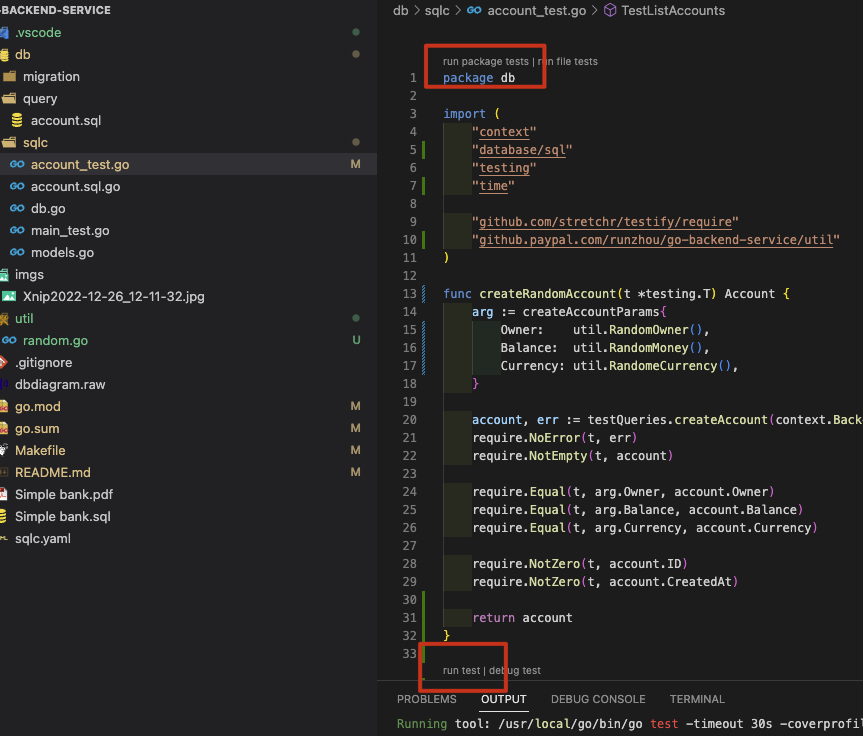 -BACKEND-SERVICE
.vscode
db
migration
query
account.sql
sqlc
account_test.go M
account.sql.go
db.go
main_test.go
models.go
imgs
Xnip2022-12-26_12-11-32.jpg
util
random.go U
.gitignore
dbdiagram.raw
go.mod M
go.sum M
Makefile M
README.md M
Simple bank.pdf
Simple bank.sql
sqlc.yaml
db > sqlc > account_test.go > TestListAccounts
run package tests | run file tests
1 package db
2
3 import (
4 "context"
5 "database/sql"
6 "testing"
7 "time"
8
9 "github.com/stretchr/testify/require"
10 "github.paypal.com/runzhou/go-backend-service/util"
11 )
12
13 func createRandomAccount(t *testing.T) Account {
14 arg := createAccountParams{
15 Owner: util.RandomOwner(),
16 Balance: util.RandomMoney(),
17 Currency: util.RandomeCurrency(),
18 }
19
20 account, err := testQueries.createAccount(context.Back
21 require.NoError(t, err)
22 require.NotEmpty(t, account)
23
24 require.Equal(t, arg.Owner, account.Owner)
25 require.Equal(t, arg.Balance, account.Balance)
26 require.Equal(t, arg.Currency, account.Currency)
27
28 require.NotZero(t, account.ID)
29 require.NotZero(t, account.CreatedAt)
30
31 return account
32 }
33
run test | debug test
PROBLEMS OUTPUT DEBUG CONSOLE TERMINAL
Running tool: /usr/local/go/bin/go test -timeout 30s -coverprofil